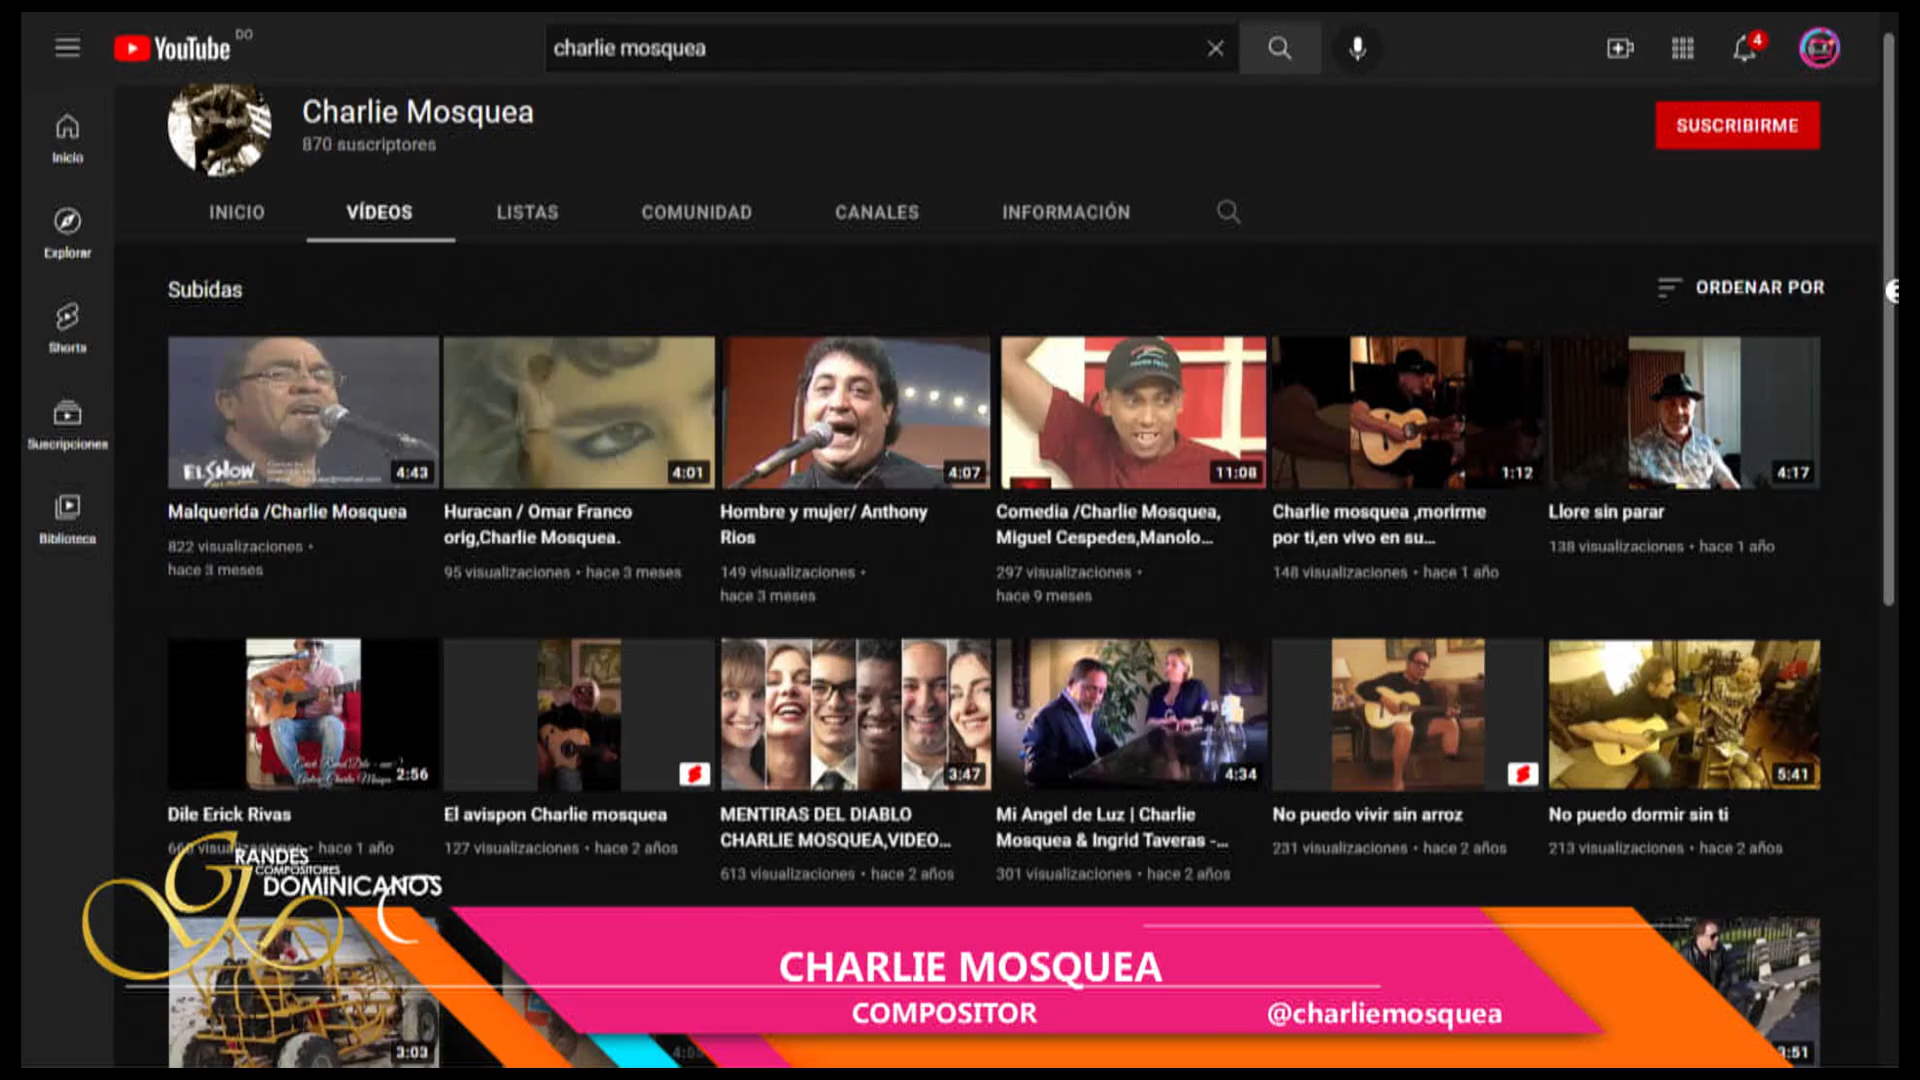 YouTube DO
charlie mosquea
4
Charlie Mosquea
870 suscriptores
SUSCRIBIRME
INICIO VÍDEOS LISTAS COMUNIDAD CANALES INFORMACIÓN
Inicio
Explorar
Shorts
Suscripciones
Biblioteca
Subidas
ORDENAR POR
EL SHOW
4:43
4:01
4:07
11:08
1:12
4:17
Malquerida /Charlie Mosquea
822 visualizaciones •
hace 3 meses
Huracan / Omar Franco
orig,Charlie Mosquea.
95 visualizaciones • hace 3 meses
Hombre y mujer/ Anthony
Rios
149 visualizaciones •
hace 3 meses
Comedia /Charlie Mosquea,
Miguel Cespedes,Manolo...
297 visualizaciones •
hace 9 meses
Charlie mosquea ,morirme
por ti,en vivo en su...
148 visualizaciones • hace 1 año
Llore sin parar
138 visualizaciones • hace 1 año
2:56
3:47
4:34
5:41
Dile Erick Rivas
hace 1 año
El avispon Charlie mosquea
127 visualizaciones • hace 2 años
MENTIRAS DEL DIABLO
CHARLIE MOSQUEA,VIDEO...
613 visualizaciones • hace 2 años
Mi Angel de Luz | Charlie
Mosquea & Ingrid Taveras -...
301 visualizaciones • hace 2 años
No puedo vivir sin arroz
231 visualizaciones • hace 2 años
No puedo dormir sin ti
213 visualizaciones • hace 2 años
GRANDES
COMPOSITORES
DOMINICANOS
CHARLIE MOSQUEA
COMPOSITOR
@charliemosquea
3:03
3:51